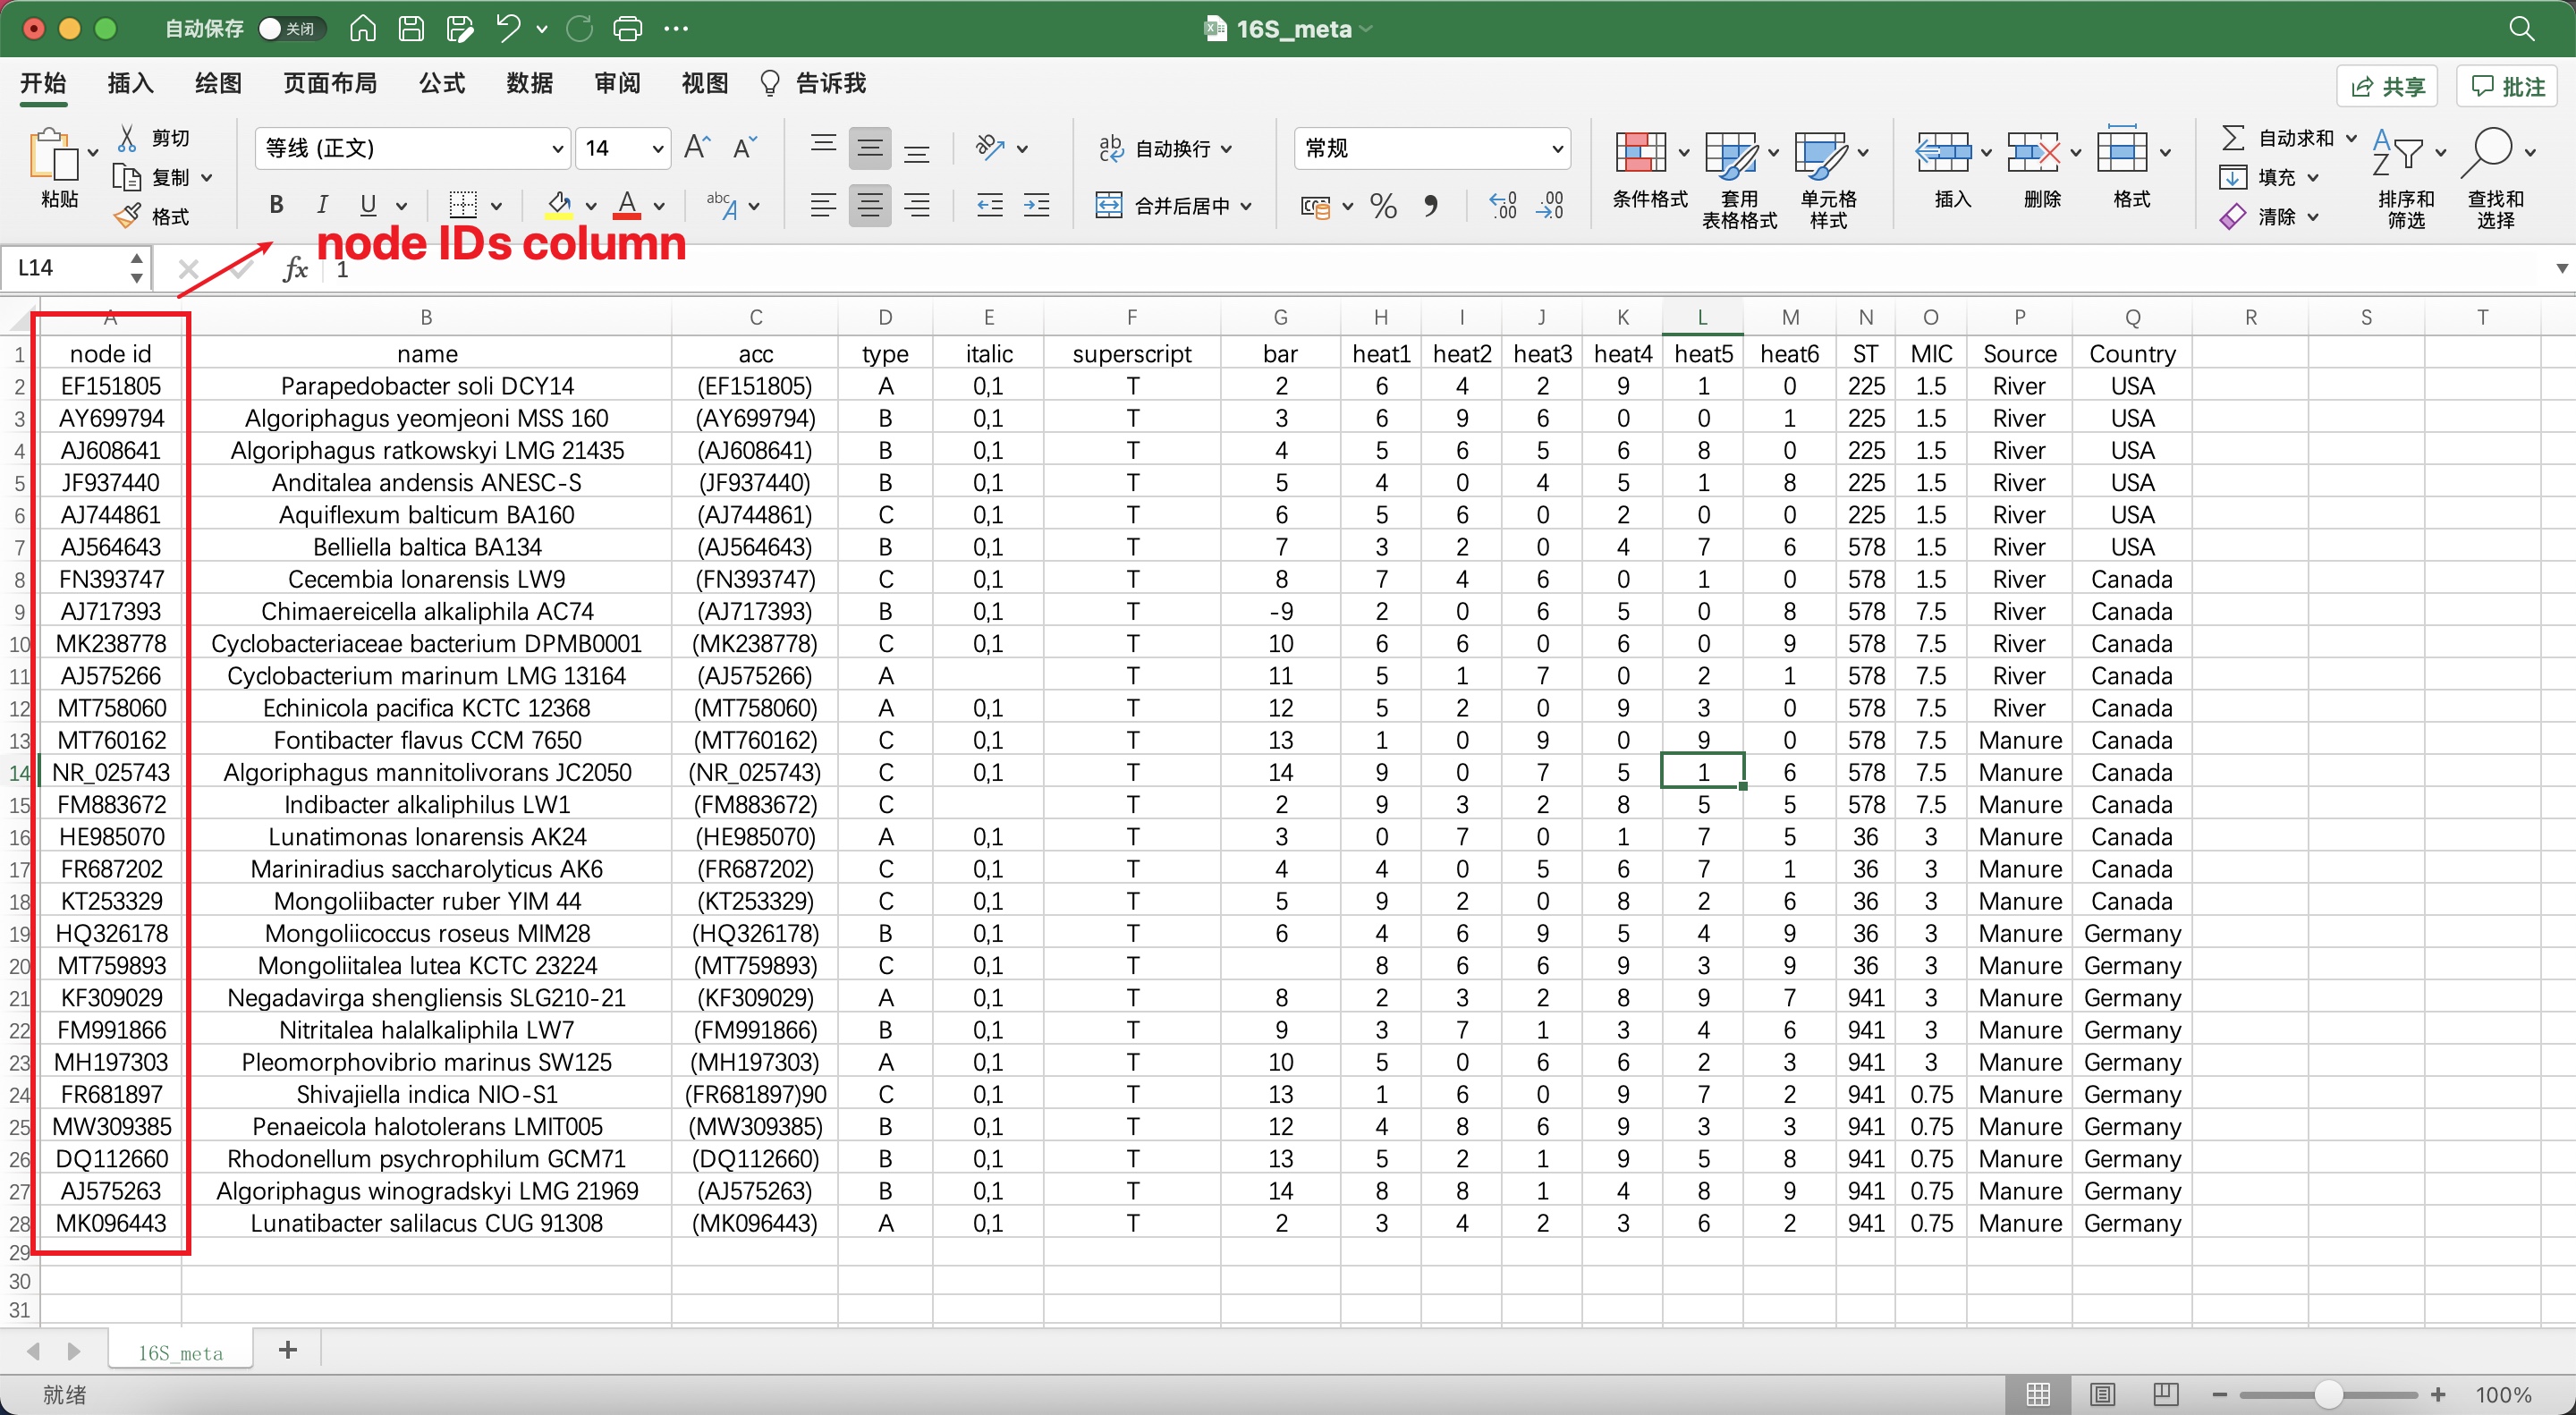 自动保存 关闭 16S_meta
开始 插入 绘图 页面布局 公式 数据 审阅 视图 告诉我 共享 批注
粘贴 剪切 复制 格式 等线 (正文) 14 自动换行 合并后居中 常规 条件格式 套用 表格格式 单元格 样式 插入 删除 格式 自动求和 填充 清除 排序和 筛选 查找和 选择
node IDs column
L14 fx 1
A B C D E F G H I J K L M N O P Q R S T
1 node id name acc type italic superscript bar heat1 heat2 heat3 heat4 heat5 heat6 ST MIC Source Country
2 EF151805 Parapedobacter soli DCY14 (EF151805) A 0,1 T 2 6 4 2 9 1 0 225 1.5 River USA
3 AY699794 Algoriphagus yeomjeoni MSS 160 (AY699794) B 0,1 T 3 6 9 6 0 0 1 225 1.5 River USA
4 AJ608641 Algoriphagus ratkowskyi LMG 21435 (AJ608641) B 0,1 T 4 5 6 5 6 8 0 225 1.5 River USA
5 JF937440 Anditalea andensis ANESC-S (JF937440) B 0,1 T 5 4 0 4 5 1 8 225 1.5 River USA
6 AJ744861 Aquiflexum balticum BA160 (AJ744861) C 0,1 T 6 5 6 0 2 0 0 225 1.5 River USA
7 AJ564643 Belliella baltica BA134 (AJ564643) B 0,1 T 7 3 2 0 4 7 6 578 1.5 River USA
8 FN393747 Cecembia lonarensis LW9 (FN393747) C 0,1 T 8 7 4 6 0 1 0 578 1.5 River Canada
9 AJ717393 Chimaereicella alkaliphila AC74 (AJ717393) B 0,1 T -9 2 0 6 5 0 8 578 7.5 River Canada
10 MK238778 Cyclobacteriaceae bacterium DPMB0001 (MK238778) C 0,1 T 10 6 6 0 6 0 9 578 7.5 River Canada
11 AJ575266 Cyclobacterium marinum LMG 13164 (AJ575266) A T 11 5 1 7 0 2 1 578 7.5 River Canada
12 MT758060 Echinicola pacifica KCTC 12368 (MT758060) A 0,1 T 12 5 2 0 9 3 0 578 7.5 River Canada
13 MT760162 Fontibacter flavus CCM 7650 (MT760162) C 0,1 T 13 1 0 9 0 9 0 578 7.5 Manure Canada
14 NR_025743 Algoriphagus mannitolivorans JC2050 (NR_025743) C 0,1 T 14 9 0 7 5 1 6 578 7.5 Manure Canada
15 FM883672 Indibacter alkaliphilus LW1 (FM883672) C T 2 9 3 2 8 5 5 578 7.5 Manure Canada
16 HE985070 Lunatimonas lonarensis AK24 (HE985070) A 0,1 T 3 0 7 0 1 7 5 36 3 Manure Canada
17 FR687202 Mariniradius saccharolyticus AK6 (FR687202) C 0,1 T 4 4 0 5 6 7 1 36 3 Manure Canada
18 KT253329 Mongoliibacter ruber YIM 44 (KT253329) C 0,1 T 5 9 2 0 8 2 6 36 3 Manure Canada
19 HQ326178 Mongoliicoccus roseus MIM28 (HQ326178) B 0,1 T 6 4 6 9 5 4 9 36 3 Manure Germany
20 MT759893 Mongoliitalea lutea KCTC 23224 (MT759893) C 0,1 T 8 6 6 9 3 9 36 3 Manure Germany
21 KF309029 Negadavirga shengliensis SLG210-21 (KF309029) A 0,1 T 8 2 3 2 8 9 7 941 3 Manure Germany
22 FM991866 Nitritalea halalkaliphila LW7 (FM991866) B 0,1 T 9 3 7 1 3 4 6 941 3 Manure Germany
23 MH197303 Pleomorphovibrio marinus SW125 (MH197303) A 0,1 T 10 5 0 6 6 2 3 941 3 Manure Germany
24 FR681897 Shivajiella indica NIO-S1 (FR681897)90 C 0,1 T 13 1 6 0 9 7 2 941 0.75 Manure Germany
25 MW309385 Penaeicola halotolerans LMIT005 (MW309385) B 0,1 T 12 4 8 6 9 3 3 941 0.75 Manure Germany
26 DQ112660 Rhodonellum psychrophilum GCM71 (DQ112660) B 0,1 T 13 5 2 1 9 5 8 941 0.75 Manure Germany
27 AJ575263 Algoriphagus winogradskyi LMG 21969 (AJ575263) B 0,1 T 14 8 8 1 4 8 9 941 0.75 Manure Germany
28 MK096443 Lunatibacter salilacus CUG 91308 (MK096443) A 0,1 T 2 3 4 2 3 6 2 941 0.75 Manure Germany
29
30
31
16S_meta +
就绪 100%